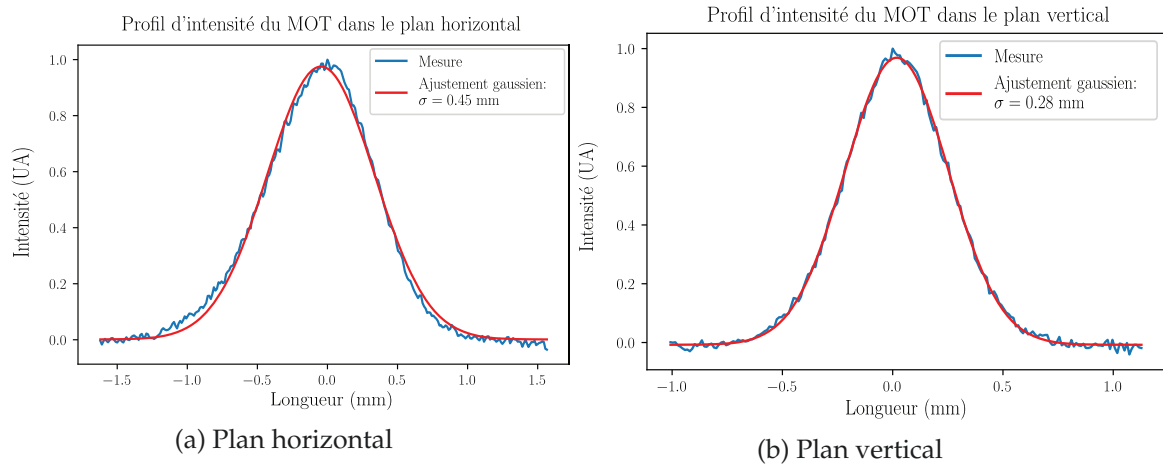 Profil d'intensité du MOT dans le plan horizontal
Mesure
Ajustement gaussien:
σ = 0.45 mm
Intensité (UA)
1.0
0.8
0.6
0.4
0.2
0.0
−1.5 −1.0 −0.5 0.0 0.5 1.0 1.5
Longueur (mm)
(a) Plan horizontal
Profil d'intensité du MOT dans le plan vertical
Mesure
Ajustement gaussien:
σ = 0.28 mm
Intensité (UA)
1.0
0.8
0.6
0.4
0.2
0.0
−1.0 −0.5 0.0 0.5 1.0
Longueur (mm)
(b) Plan vertical